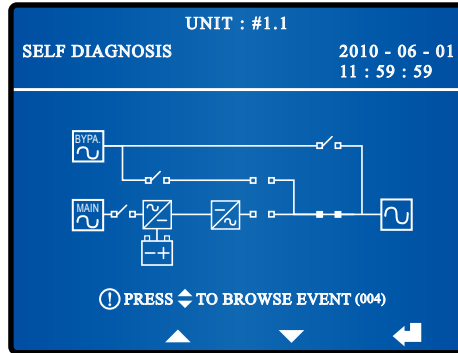 UNIT : #1.1
SELF DIAGNOSIS
2010 - 06 - 01
11 : 59 : 59
BYPA.
MAIN
! PRESS TO BROWSE EVENT (004)